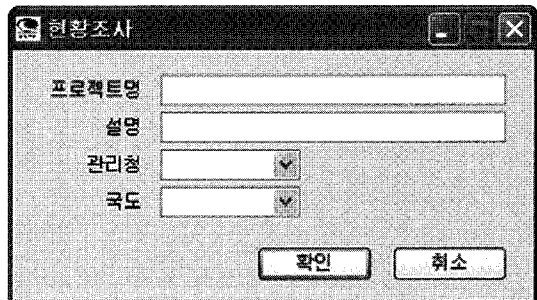 현황조사
프로젝트명
설명
관리청
국도
확인 취소